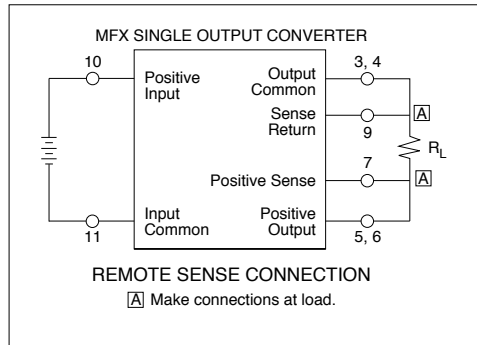 MFX SINGLE OUTPUT CONVERTER
10
Positive
Input
Output
Common
3, 4
Sense
Return
9
A
RL
7
Positive Sense
A
Input
Common
11
Positive
Output
5, 6
REMOTE SENSE CONNECTION
A Make connections at load.